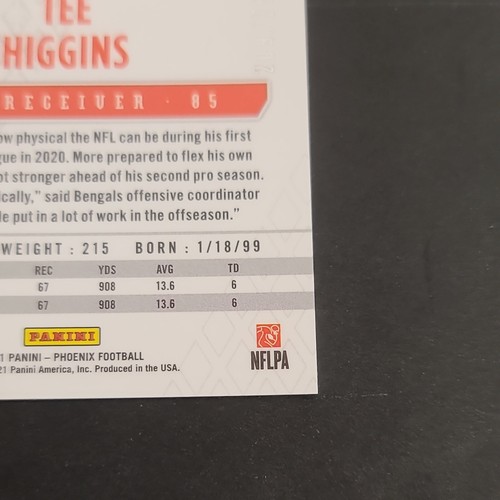 TEE
HIGGINS
RECEIVER · 85
ow physical the NFL can be during his first
gue in 2020. More prepared to flex his own
ot stronger ahead of his second pro season.
ically," said Bengals offensive coordinator
le put in a lot of work in the offseason."
WEIGHT : 215 BORN : 1/18/99
REC YDS AVG TD
67 908 13.6 6
67 908 13.6 6
PANINI
1 PANINI – PHOENIX FOOTBALL
21 Panini America, Inc. Produced in the USA.
NFLPA